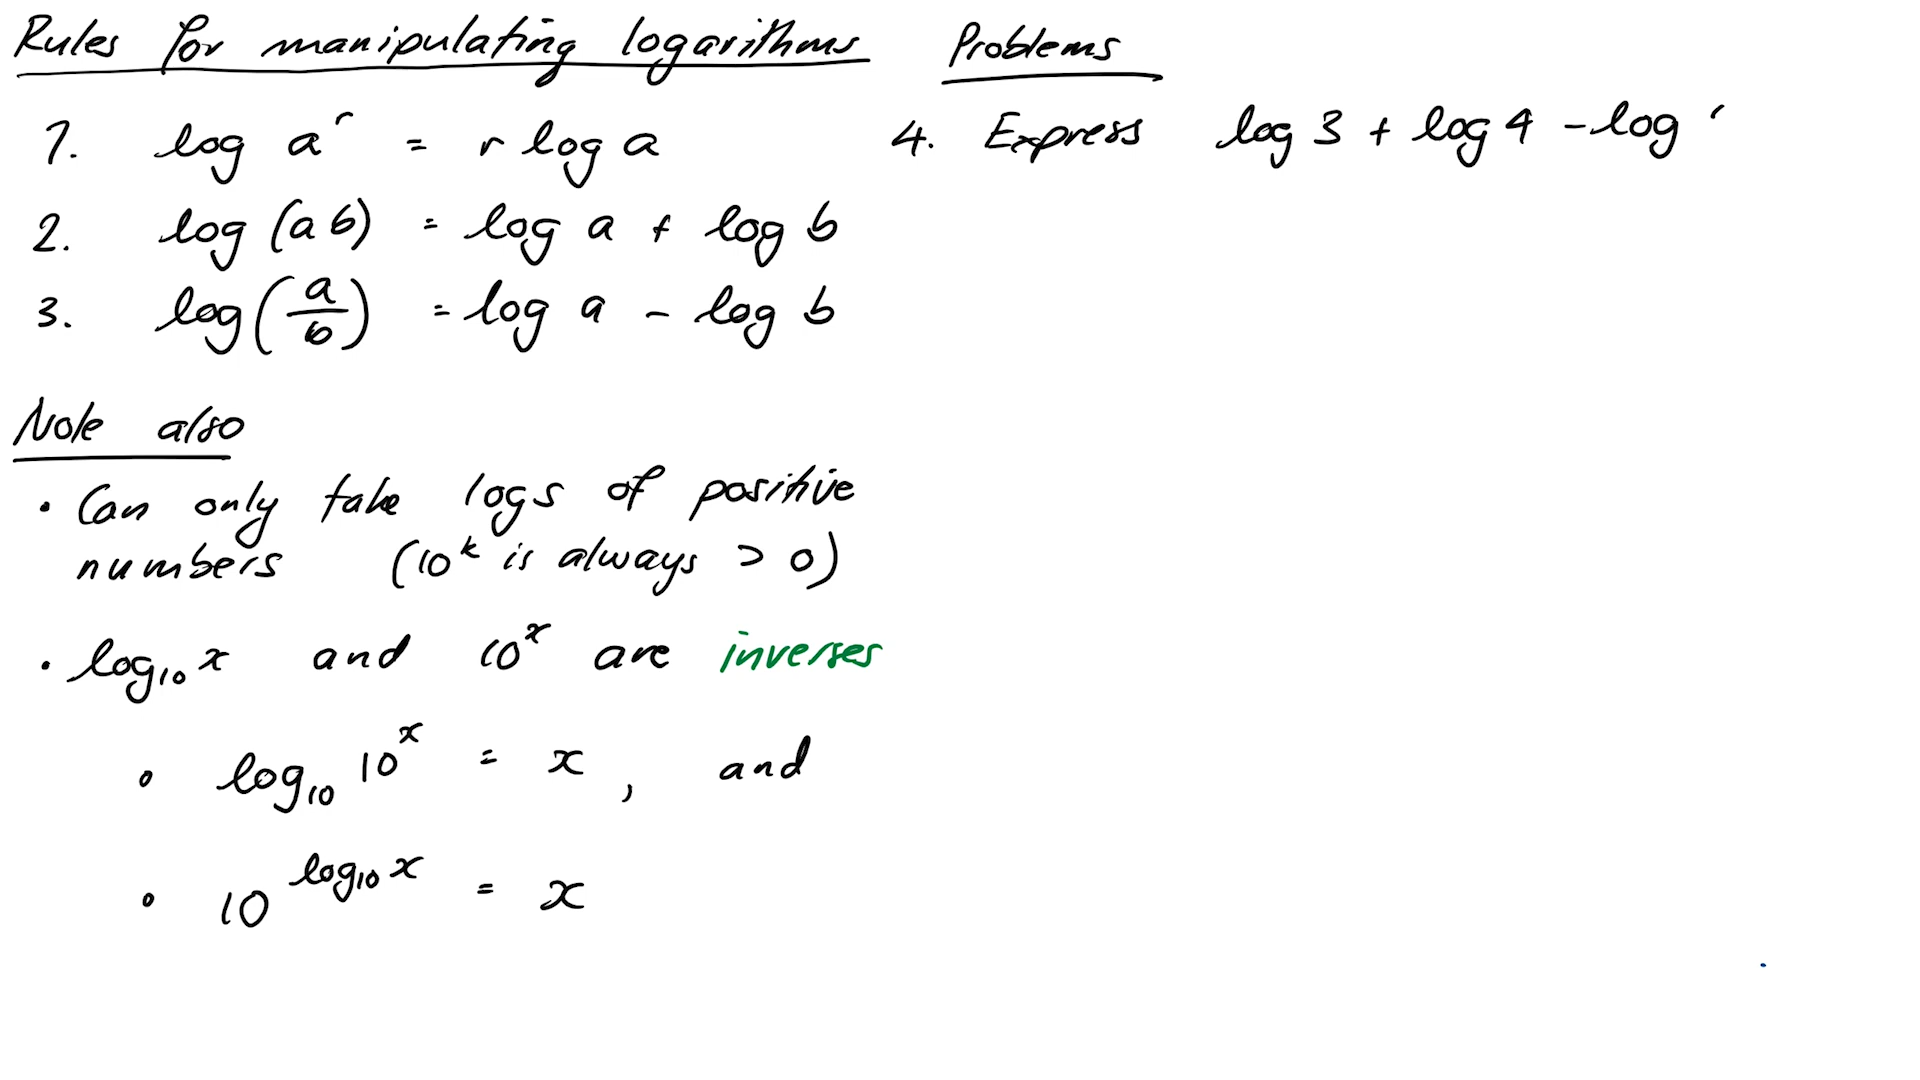 Rules for manipulating logarithms
1. log a^r = r log a
2. log (ab) = log a + log b
3. log(a/b) = log a - log b
Note also
• Can only take logs of positive
numbers (10^k is always > 0)
• log₁₀ x and 10^x are inverses
∘ log₁₀ 10^x = x, and
∘ 10^(log₁₀ x) = x
Problems
4. Express log 3 + log 4 - log